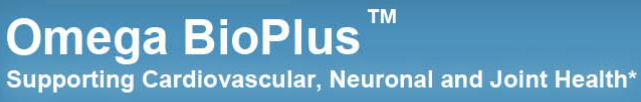 Omega BioPlus™
Supporting Cardiovascular, Neuronal and Joint Health*